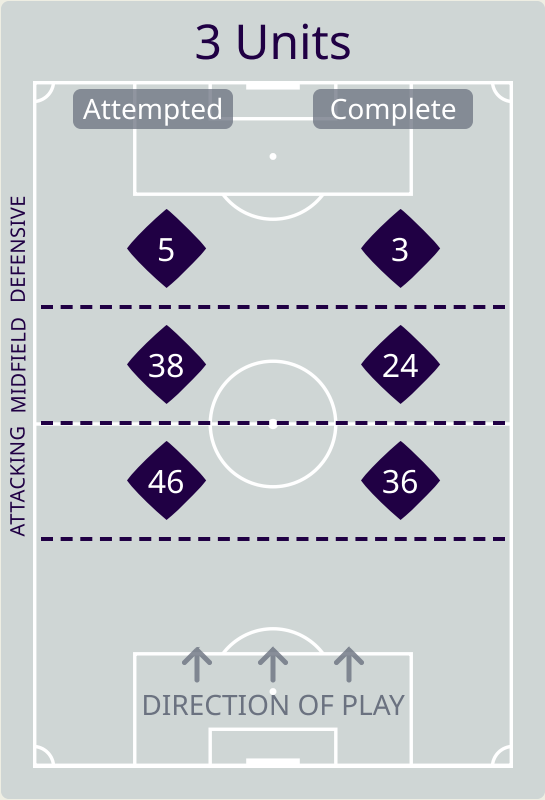 3 Units
Attempted Complete
DEFENSIVE
5 3
MIDFIELD
38 24
ATTACKING
46 36
DIRECTION OF PLAY